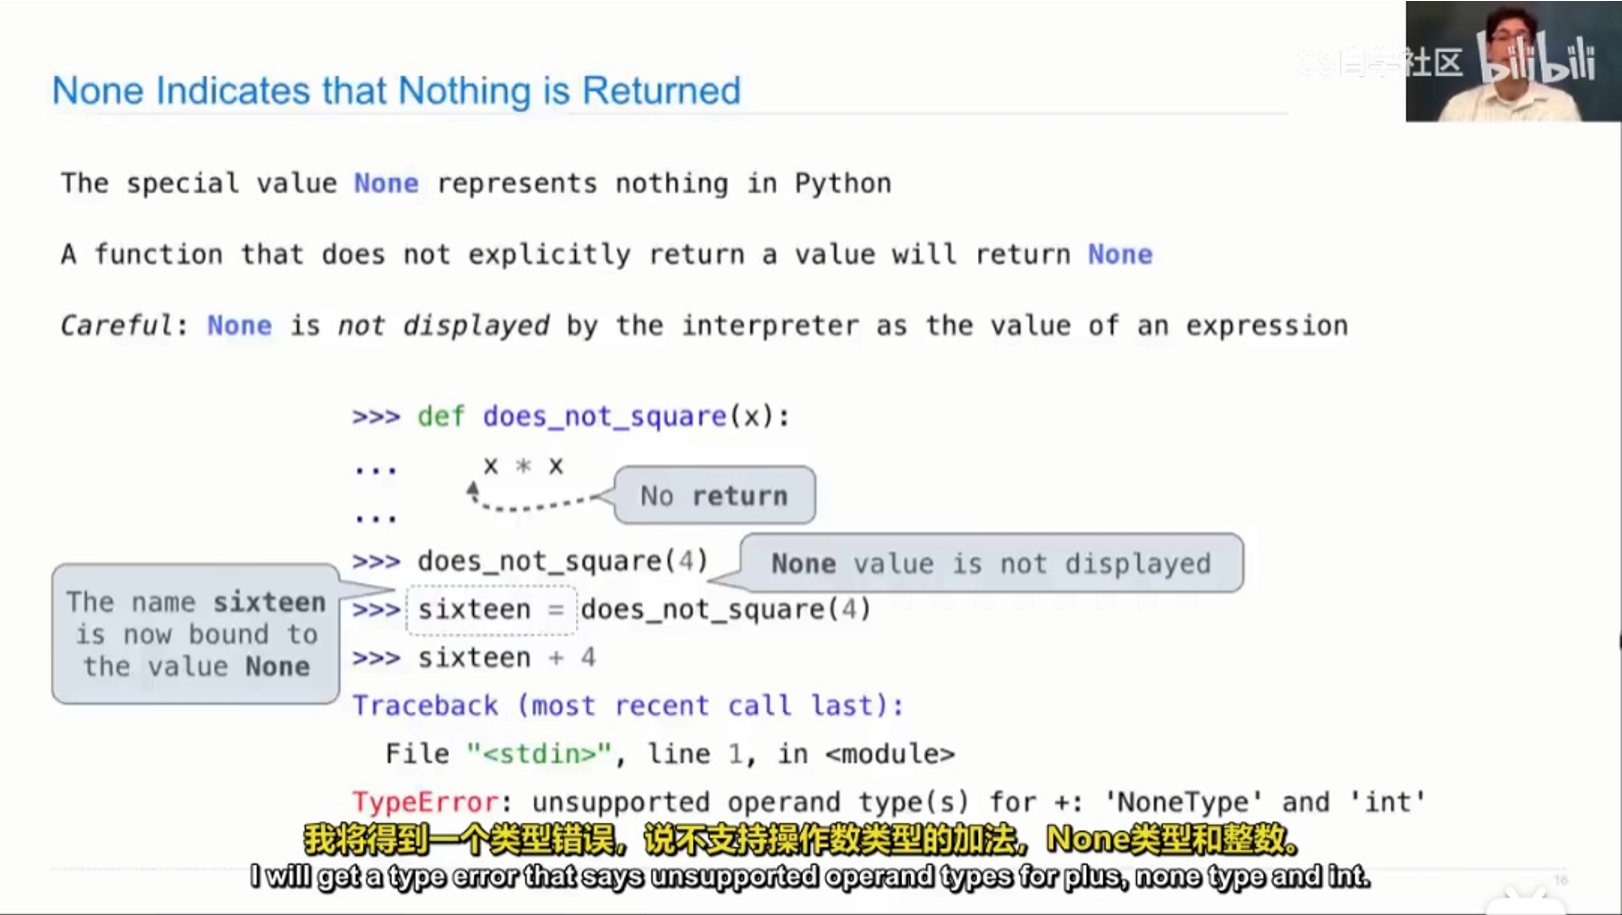 CS自学社区 bilibili
None Indicates that Nothing is Returned
The special value None represents nothing in Python
A function that does not explicitly return a value will return None
Careful: None is not displayed by the interpreter as the value of an expression
>>> def does_not_square(x):
... x * x
No return
...
>>> does_not_square(4)
None value is not displayed
The name sixteen
is now bound to
the value None
>>> sixteen = does_not_square(4)
>>> sixteen + 4
Traceback (most recent call last):
File "<stdin>", line 1, in <module>
TypeError: unsupported operand type(s) for +: 'NoneType' and 'int'
我将得到一个类型错误，说不支持操作数类型的加法，None类型和整数。
I will get a type error that says unsupported operand types for plus, none type and int.
16